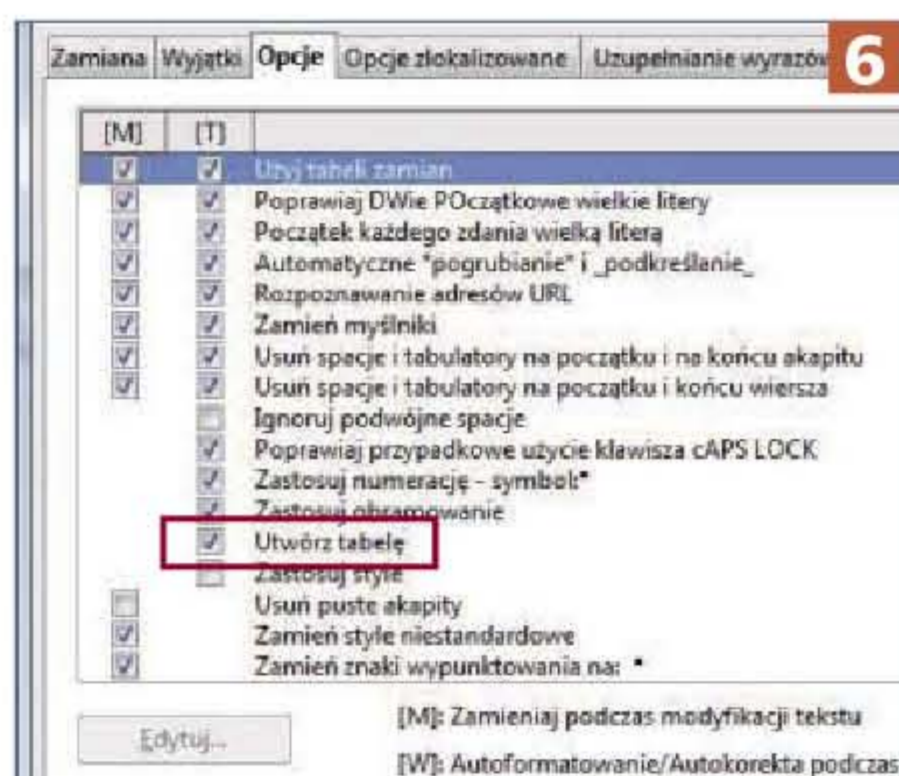 Zamiana Wyjątki Opcje Opcje zlokalizowane Uzupełnianie wyrazów
6
[M] [T]
Użyj tabeli zamian
Poprawiaj DWie POczątkowe wielkie litery
Początek każdego zdania wielką literą
Automatyczne *pogrubianie* i _podkreślanie_
Rozpoznawanie adresów URL
Zamień myślniki
Usuń spacje i tabulatory na początku i na końcu akapitu
Usuń spacje i tabulatory na początku i końcu wiersza
Ignoruj podwójne spacje
Poprawiaj przypadkowe użycie klawisza cAPS LOCK
Zastosuj numerację - symbol:•
Zastosuj obramowanie
Utwórz tabelę
Zastosuj style
Usuń puste akapity
Zamień style niestandardowe
Zamień znaki wypunktowania na: •
Edytuj...
[M]: Zamieniaj podczas modyfikacji tekstu
[W]: Autoformatowanie/Autokorekta podczas